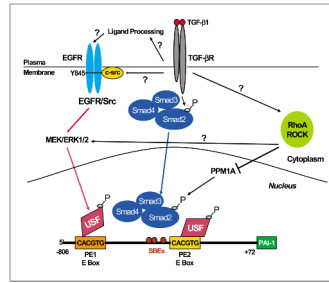 TGF-β1
?
Ligand Processing
?
EGFR
TGF-βR
Plasma
Membrane
Y845
c-src
?
?
EGFR/Src
Smad3
Smad4
Smad2
P
RhoA
ROCK
MEK/ERK1/2
?
Cytoplasm
PPM1A
Nucleus
Smad3
Smad4
Smad2
P
P
USF
USF
5'
CACGTG
CACGTG
PAI-1
-806
PE1
E Box
SBEs
PE2
E Box
+72